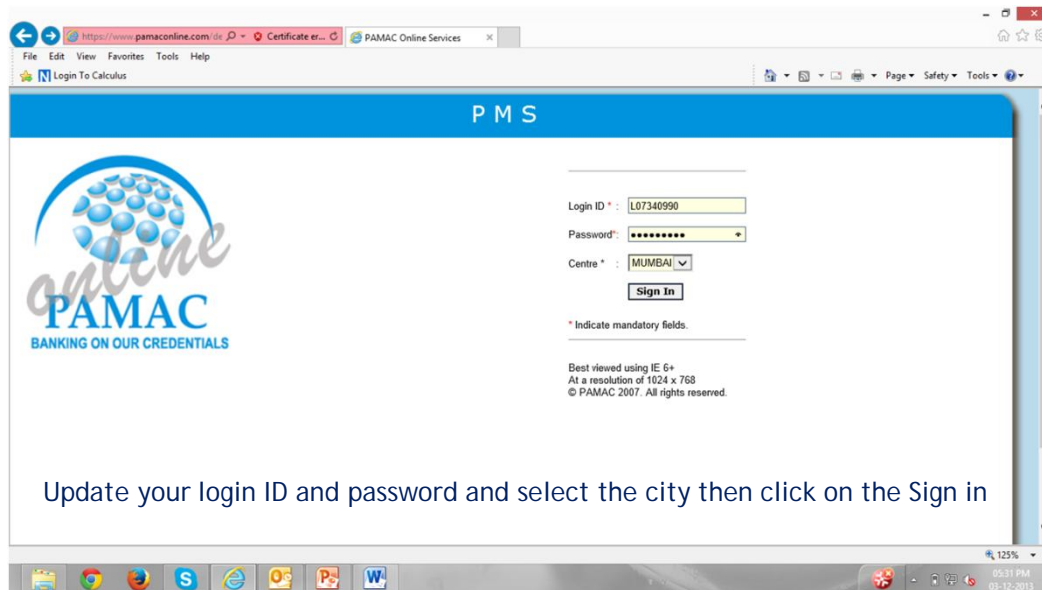 https://www.pamaconline.com/de
Certificate er...
PAMAC Online Services
File Edit View Favorites Tools Help
Login To Calculus
Page Safety Tools
P M S
online
PAMAC
BANKING ON OUR CREDENTIALS
Login ID * : L07340990
Password*: •••••••••
Centre * : MUMBAI
Sign In
* Indicate mandatory fields.
Best viewed using IE 6+
At a resolution of 1024 x 768
© PAMAC 2007. All rights reserved.
Update your login ID and password and select the city then click on the Sign in
125%
05:31 PM
03-12-2013